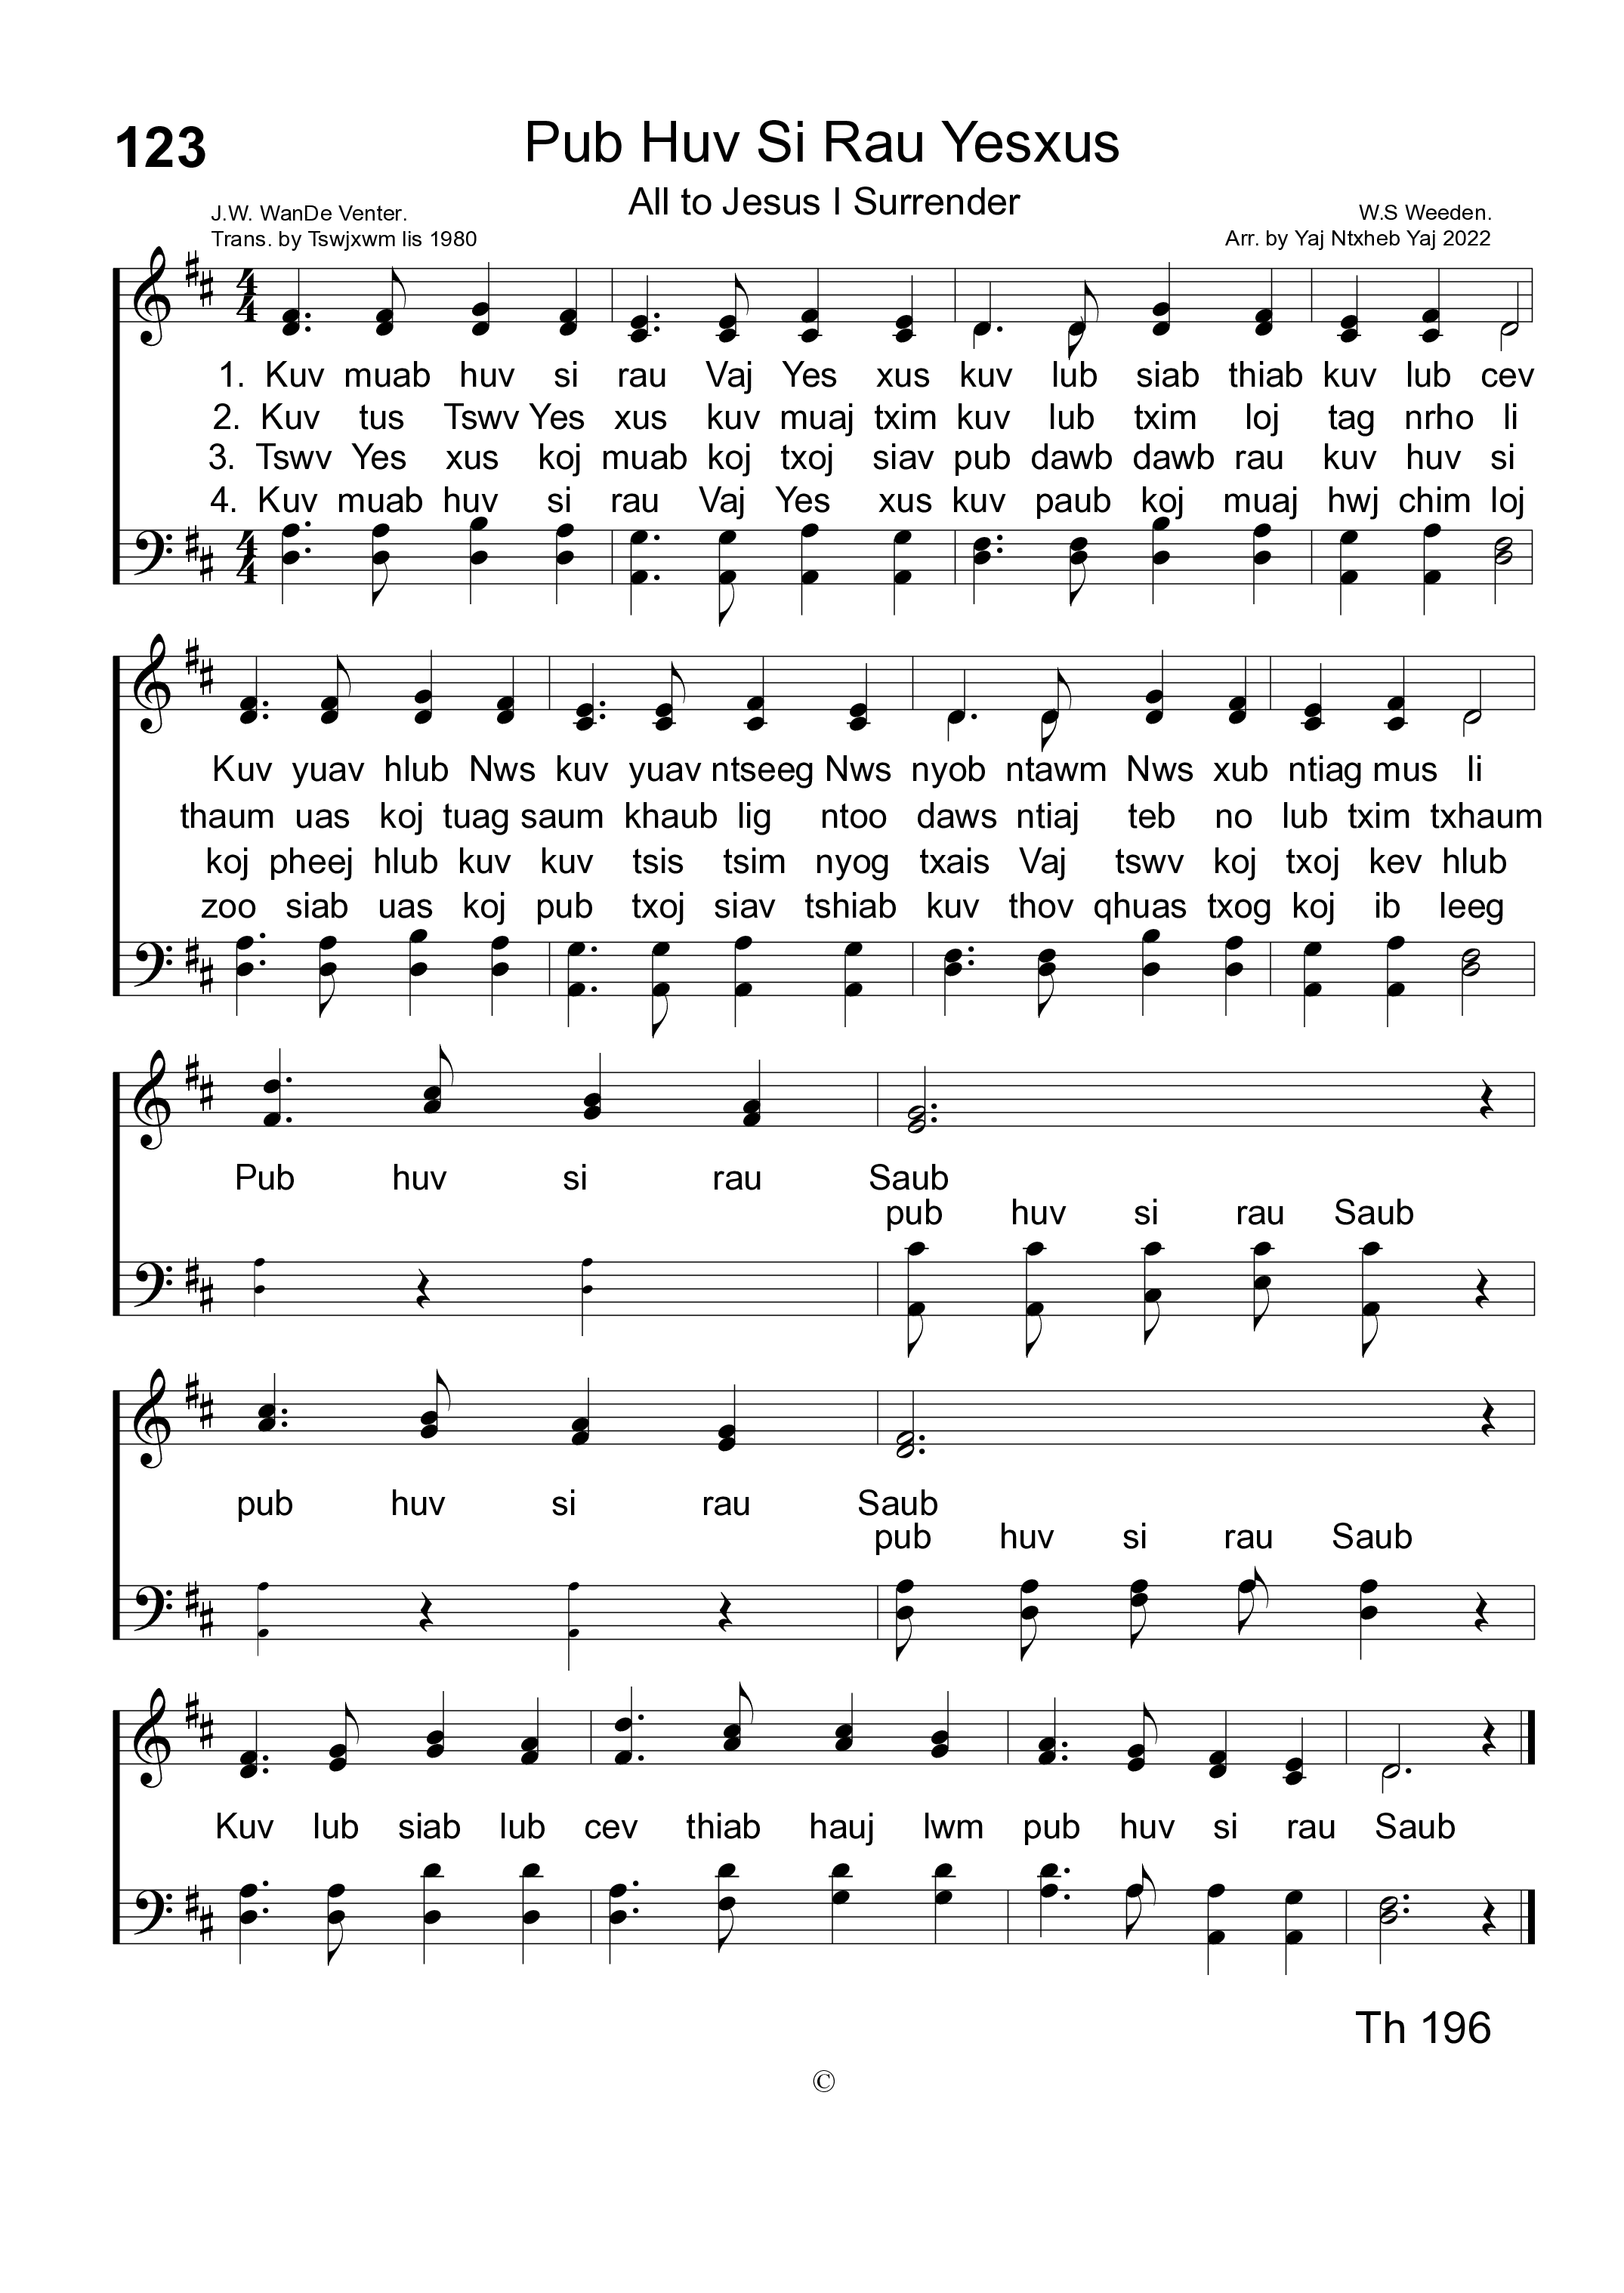 123
Pub Huv Si Rau Yesxus
All to Jesus I Surrender
J.W. WanDe Venter.
Trans. by Tswjxwm lis 1980
W.S Weeden.
Arr. by Yaj Ntxheb Yaj 2022
1. Kuv muab huv si rau Vaj Yes xus kuv lub siab thiab kuv lub cev
2. Kuv tus Tswv Yes xus kuv muaj txim kuv lub txim loj tag nrho li
3. Tswv Yes xus koj muab koj txoj siav pub dawb dawb rau kuv huv si
4. Kuv muab huv si rau Vaj Yes xus kuv paub koj muaj hwj chim loj
Kuv yuav hlub Nws kuv yuav ntseeg Nws nyob ntawm Nws xub ntiag mus li
thaum uas koj tuag saum khaub lig ntoo daws ntiaj teb no lub txim txhaum
koj pheej hlub kuv kuv tsis tsim nyog txais Vaj tswv koj txoj kev hlub
zoo siab uas koj pub txoj siav tshiab kuv thov qhuas txog koj ib leeg
Pub huv si rau Saub
pub huv si rau Saub
pub huv si rau Saub
pub huv si rau Saub
Kuv lub siab lub cev thiab hauj lwm pub huv si rau Saub
Th 196
©